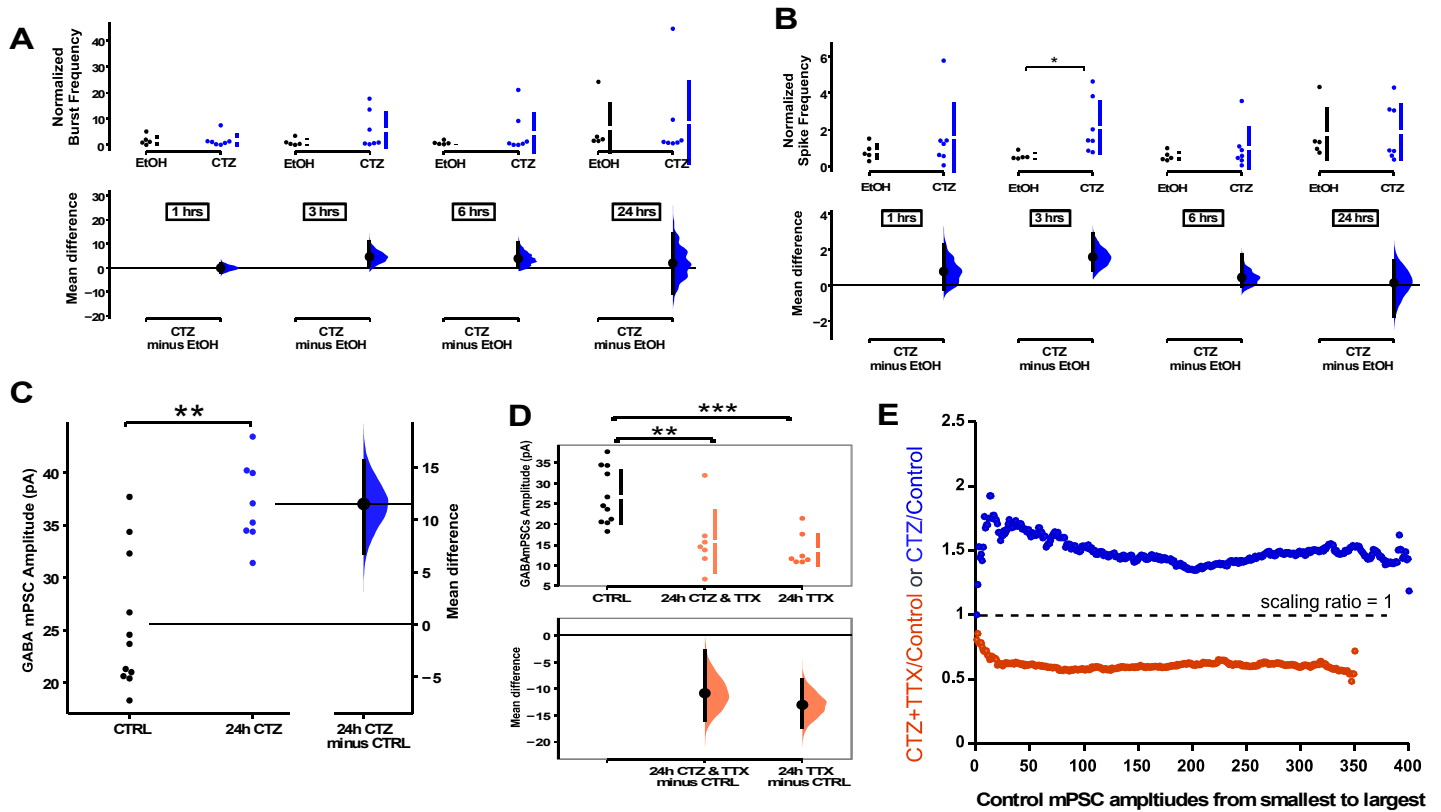 A
Normalized
Burst Frequency
40
30
20
10
0
EtOH
CTZ
EtOH
CTZ
EtOH
CTZ
EtOH
CTZ
Mean difference
30
20
10
0
−10
−20
1 hrs
3 hrs
6 hrs
24 hrs
CTZ
minus EtOH
CTZ
minus EtOH
CTZ
minus EtOH
CTZ
minus EtOH
B
Normalized
Spike Frequency
6
4
2
0
*
EtOH
CTZ
EtOH
CTZ
EtOH
CTZ
EtOH
CTZ
Mean difference
4
2
0
−2
1 hrs
3 hrs
6 hrs
24 hrs
CTZ
minus EtOH
CTZ
minus EtOH
CTZ
minus EtOH
CTZ
minus EtOH
C
**
GABA mPSC Amplitude (pA)
40
35
30
25
20
15
10
5
0
−5
Mean difference
CTRL
24h CTZ
24h CTZ
minus CTRL
D
***
**
GABAmPSCs Amplitude (pA)
35
30
25
20
15
10
5
CTRL
24h CTZ & TTX
24h TTX
Mean difference
0
−5
−10
−15
−20
24h CTZ & TTX
minus CTRL
24h TTX
minus CTRL
E
CTZ+TTX/Control or CTZ/Control
2.5
2
1.5
1
0.5
0
scaling ratio = 1
0
50
100
150
200
250
300
350
400
Control mPSC ampltiudes from smallest to largest